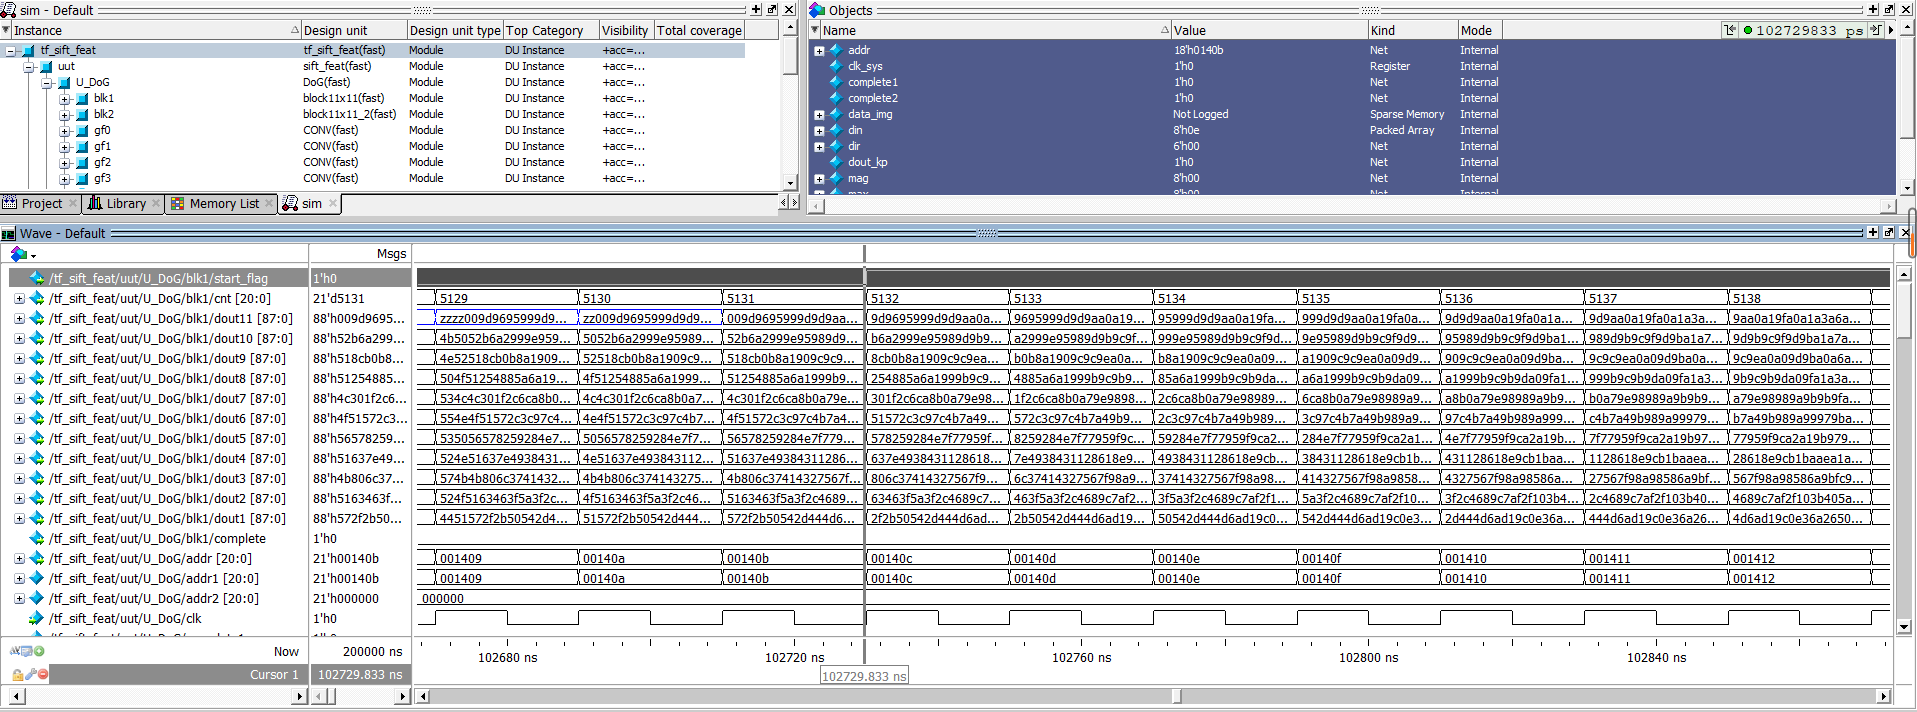 sim - Default
Instance Design unit Design unit type Top Category Visibility Total coverage
tf_sift_feat tf_sift_feat(fast) Module DU Instance +acc=...
uut sift_feat(fast) Module DU Instance +acc=...
U_DoG DoG(fast) Module DU Instance +acc=...
blk1 block11x11(fast) Module DU Instance +acc=...
blk2 block11x11_2(fast) Module DU Instance +acc=...
gf0 CONV(fast) Module DU Instance +acc=...
gf1 CONV(fast) Module DU Instance +acc=...
gf2 CONV(fast) Module DU Instance +acc=...
gf3 CONV(fast) Module DU Instance +acc=...
Project Library Memory List sim
Objects
Name Value Kind Mode 102729833 ps
addr 18'h0140b Net Internal
clk_sys 1'h0 Register Internal
complete1 1'h0 Net Internal
complete2 1'h0 Net Internal
data_img Not Logged Sparse Memory Internal
din 8'h0e Packed Array Internal
dir 6'h00 Net Internal
dout_kp 1'h0 Net Internal
mag 8'h00 Net Internal
Wave - Default
Msgs
/tf_sift_feat/uut/U_DoG/blk1/start_flag 1'h0
/tf_sift_feat/uut/U_DoG/blk1/cnt [20:0] 21'd5131 5129 5130 5131 5132 5133 5134 5135 5136 5137 5138
/tf_sift_feat/uut/U_DoG/blk1/dout11 [87:0] 88'h009d9695... zzzz009d9695999d9... zz009d9695999d9d9... 009d9695999d9d9aa... 9d9695999d9d9aa0a... 9695999d9d9aa0a19... 95999d9d9aa0a19fa... 999d9d9aa0a19fa0a... 9d9d9aa0a19fa0a1a... 9d9aa0a19fa0a1a3a... 9aa0a19fa0a1a3a6a...
/tf_sift_feat/uut/U_DoG/blk1/dout10 [87:0] 88'h52b6a299... 4b5052b6a2999e95... 5052b6a2999e95989... 52b6a2999e95989d... b6a2999e95989d9b9... a2999e95989d9b9c9f... 999e95989d9b9c9f9d... 9e95989d9b9c9f9d9... 95989d9b9c9f9d9ba1... 989d9b9c9f9d9ba1a7... 9d9b9c9f9d9ba1a7a...
/tf_sift_feat/uut/U_DoG/blk1/dout9 [87:0] 88'h518cb0b8... 4e52518cb0b8a1909... 52518cb0b8a1909c9... 518cb0b8a1909c9c9... 8cb0b8a1909c9c9ea... b0b8a1909c9c9ea0a... b8a1909c9c9ea0a09... a1909c9c9ea0a09d9... 909c9c9ea0a09d9ba... 9c9c9ea0a09d9ba0a... 9c9ea0a09d9ba0a6a...
/tf_sift_feat/uut/U_DoG/blk1/dout8 [87:0] 88'h51254885... 504f51254885a6a19... 4f51254885a6a1999... 51254885a6a1999b9... 254885a6a1999b9c9... 4885a6a1999b9c9b9... 85a6a1999b9c9b9da... a6a1999b9c9b9da09... a1999b9c9b9da09fa1... 999b9c9b9da09fa1a3... 9b9c9b9da09fa1a3a...
/tf_sift_feat/uut/U_DoG/blk1/dout7 [87:0] 88'h4c301f2c6... 534c4c301f2c6ca8b0... 4c4c301f2c6ca8b0a... 4c301f2c6ca8b0a79e... 301f2c6ca8b0a79e98... 1f2c6ca8b0a79e9898... 2c6ca8b0a79e98989... 6ca8b0a79e98989a9... a8b0a79e98989a9b9... b0a79e98989a9b9b9... a79e98989a9b9b9fa...
/tf_sift_feat/uut/U_DoG/blk1/dout6 [87:0] 88'h4f51572c3... 554e4f51572c3c97c4... 4e4f51572c3c97c4b7... 4f51572c3c97c4b7a4... 51572c3c97c4b7a49... 572c3c97c4b7a49b9... 2c3c97c4b7a49b989... 3c97c4b7a49b989a9... 97c4b7a49b989a999... c4b7a49b989a99979... b7a49b989a99979ba...
/tf_sift_feat/uut/U_DoG/blk1/dout5 [87:0] 88'h56578259... 535056578259284e7... 5056578259284e7f7... 56578259284e7f779... 578259284e7f77959f... 8259284e7f77959f9c... 59284e7f77959f9ca2... 284e7f77959f9ca2a1... 4e7f77959f9ca2a19b... 7f77959f9ca2a19b97... 77959f9ca2a19b979...
/tf_sift_feat/uut/U_DoG/blk1/dout4 [87:0] 88'h51637e49... 524e51637e4938431... 4e51637e493843112... 51637e49384311286... 637e4938431128618... 7e4938431128618e9... 4938431128618e9cb... 38431128618e9cb1b... 431128618e9cb1baa... 1128618e9cb1baaea... 28618e9cb1baaea1a...
/tf_sift_feat/uut/U_DoG/blk1/dout3 [87:0] 88'h4b806c37... 574b4b806c3741432... 4b4b806c374143275... 4b806c37414327567f... 806c37414327567f9... 6c37414327567f98a... 37414327567f98a98... 414327567f98a9858... 4327567f98a98586a... 27567f98a98586a9bf... 567f98a98586a9bfc9...
/tf_sift_feat/uut/U_DoG/blk1/dout2 [87:0] 88'h5163463f... 524f5163463f5a3f2c... 4f5163463f5a3f2c46... 5163463f5a3f2c4689... 63463f5a3f2c4689c7... 463f5a3f2c4689c7af2... 3f5a3f2c4689c7af2f1... 5a3f2c4689c7af2f10... 3f2c4689c7af2f103b4... 2c4689c7af2f103b40... 4689c7af2f103b405a...
/tf_sift_feat/uut/U_DoG/blk1/dout1 [87:0] 88'h572f2b50... 4451572f2b50542d4... 51572f2b50542d444... 572f2b50542d444d6... 2f2b50542d444d6ad... 2b50542d444d6ad19... 50542d444d6ad19c0... 542d444d6ad19c0e3... 2d444d6ad19c0e36a... 444d6ad19c0e36a26... 4d6ad19c0e36a2650...
/tf_sift_feat/uut/U_DoG/blk1/complete 1'h0
/tf_sift_feat/uut/U_DoG/addr [20:0] 21'h00140b 001409 00140a 00140b 00140c 00140d 00140e 00140f 001410 001411 001412
/tf_sift_feat/uut/U_DoG/addr1 [20:0] 21'h00140b 001409 00140a 00140b 00140c 00140d 00140e 00140f 001410 001411 001412
/tf_sift_feat/uut/U_DoG/addr2 [20:0] 21'h000000 000000
/tf_sift_feat/uut/U_DoG/clk 1'h0
Now 200000 ns 102680 ns 102720 ns 102760 ns 102800 ns 102840 ns
Cursor 1 102729.833 ns 102729.833 ns